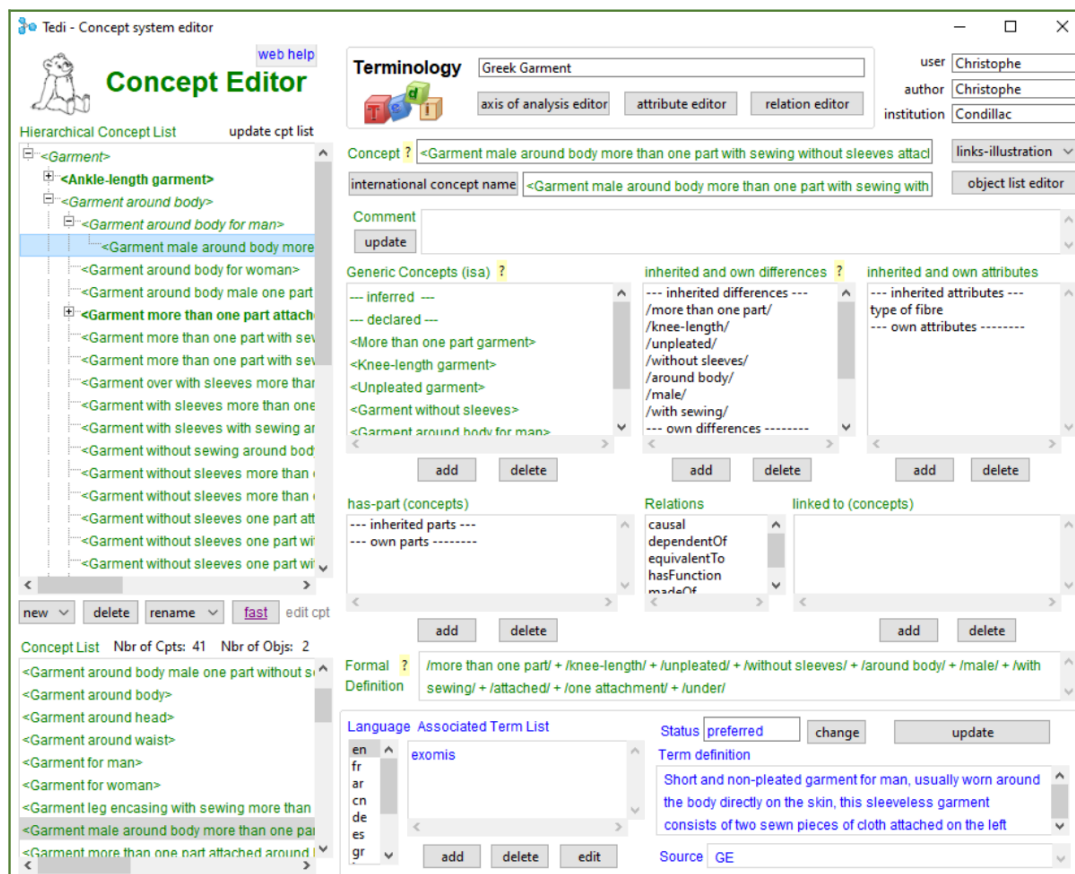 Tedi - Concept system editor
web help
Concept Editor
Hierarchical Concept List
update cpt list
<Garment>
<Ankle-length garment>
<Garment around body>
<Garment around body for man>
<Garment male around body more
<Garment around body for woman>
<Garment around body male one part
<Garment more than one part attach
<Garment more than one part with sew
<Garment more than one part with sew
<Garment over with sleeves more than
<Garment with sleeves more than one
<Garment with sleeves with sewing ar
<Garment without sewing around bod
<Garment without sleeves more than
<Garment without sleeves more than
<Garment without sleeves one part att
<Garment without sleeves one part wit
<Garment without sleeves one part wit
new
delete
rename
fast
edit cpt
Concept List
Nbr of Cpts: 41
Nbr of Objs: 2
<Garment around body male one part without
<Garment around body>
<Garment around head>
<Garment around waist>
<Garment for man>
<Garment for woman>
<Garment leg encasing with sewing more than
<Garment male around body more than one pa
<Garment more than one part attached around
Terminology
Greek Garment
T e d i
axis of analysis editor
attribute editor
relation editor
user
Christophe
author
Christophe
institution
Condillac
Concept ?
<Garment male around body more than one part with sewing without sleeves attacl
links-illustration
international concept name
<Garment male around body more than one part with sewing with
object list editor
Comment
update
Generic Concepts (isa) ?
--- inferred ---
--- declared ---
<More than one part garment>
<Knee-length garment>
<Unpleated garment>
<Garment without sleeves>
<Garment around body for man>
add
delete
inherited and own differences ?
--- inherited differences ---
/more than one part/
/knee-length/
/unpleated/
/without sleeves/
/around body/
/male/
/with sewing/
--- own differences --------
add
delete
inherited and own attributes
--- inherited attributes ---
type of fibre
--- own attributes --------
add
delete
has-part (concepts)
--- inherited parts ---
--- own parts --------
add
delete
Relations
causal
dependentOf
equivalentTo
hasFunction
madeOf
linked to (concepts)
add
delete
Formal ?
Definition
/more than one part/ + /knee-length/ + /unpleated/ + /without sleeves/ + /around body/ + /male/ + /with
sewing/ + /attached/ + /one attachment/ + /under/
Language
en
fr
ar
cn
de
es
gr
Associated Term List
exomis
add
delete
edit
Status
preferred
change
update
Term definition
Short and non-pleated garment for man, usually worn around
the body directly on the skin, this sleeveless garment
consists of two sewn pieces of cloth attached on the left
Source
GE